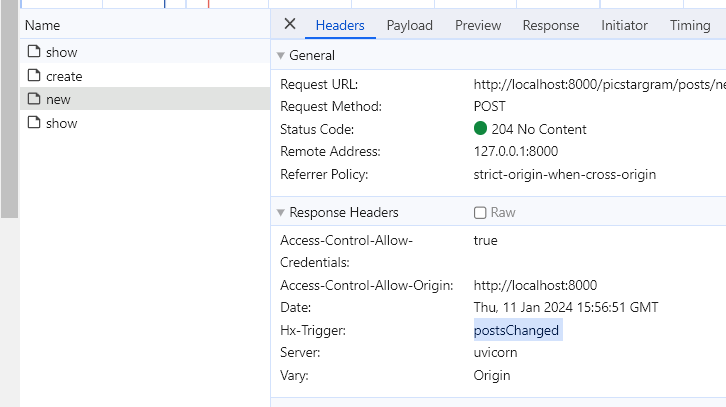 Name
show
create
new
show
Headers Payload Preview Response Initiator Timing
General
Request URL: http://localhost:8000/picstargram/posts/ne
Request Method: POST
Status Code: 204 No Content
Remote Address: 127.0.0.1:8000
Referrer Policy: strict-origin-when-cross-origin
Response Headers Raw
Access-Control-Allow- true
Credentials:
Access-Control-Allow-Origin: http://localhost:8000
Date: Thu, 11 Jan 2024 15:56:51 GMT
Hx-Trigger: postsChanged
Server: uvicorn
Vary: Origin